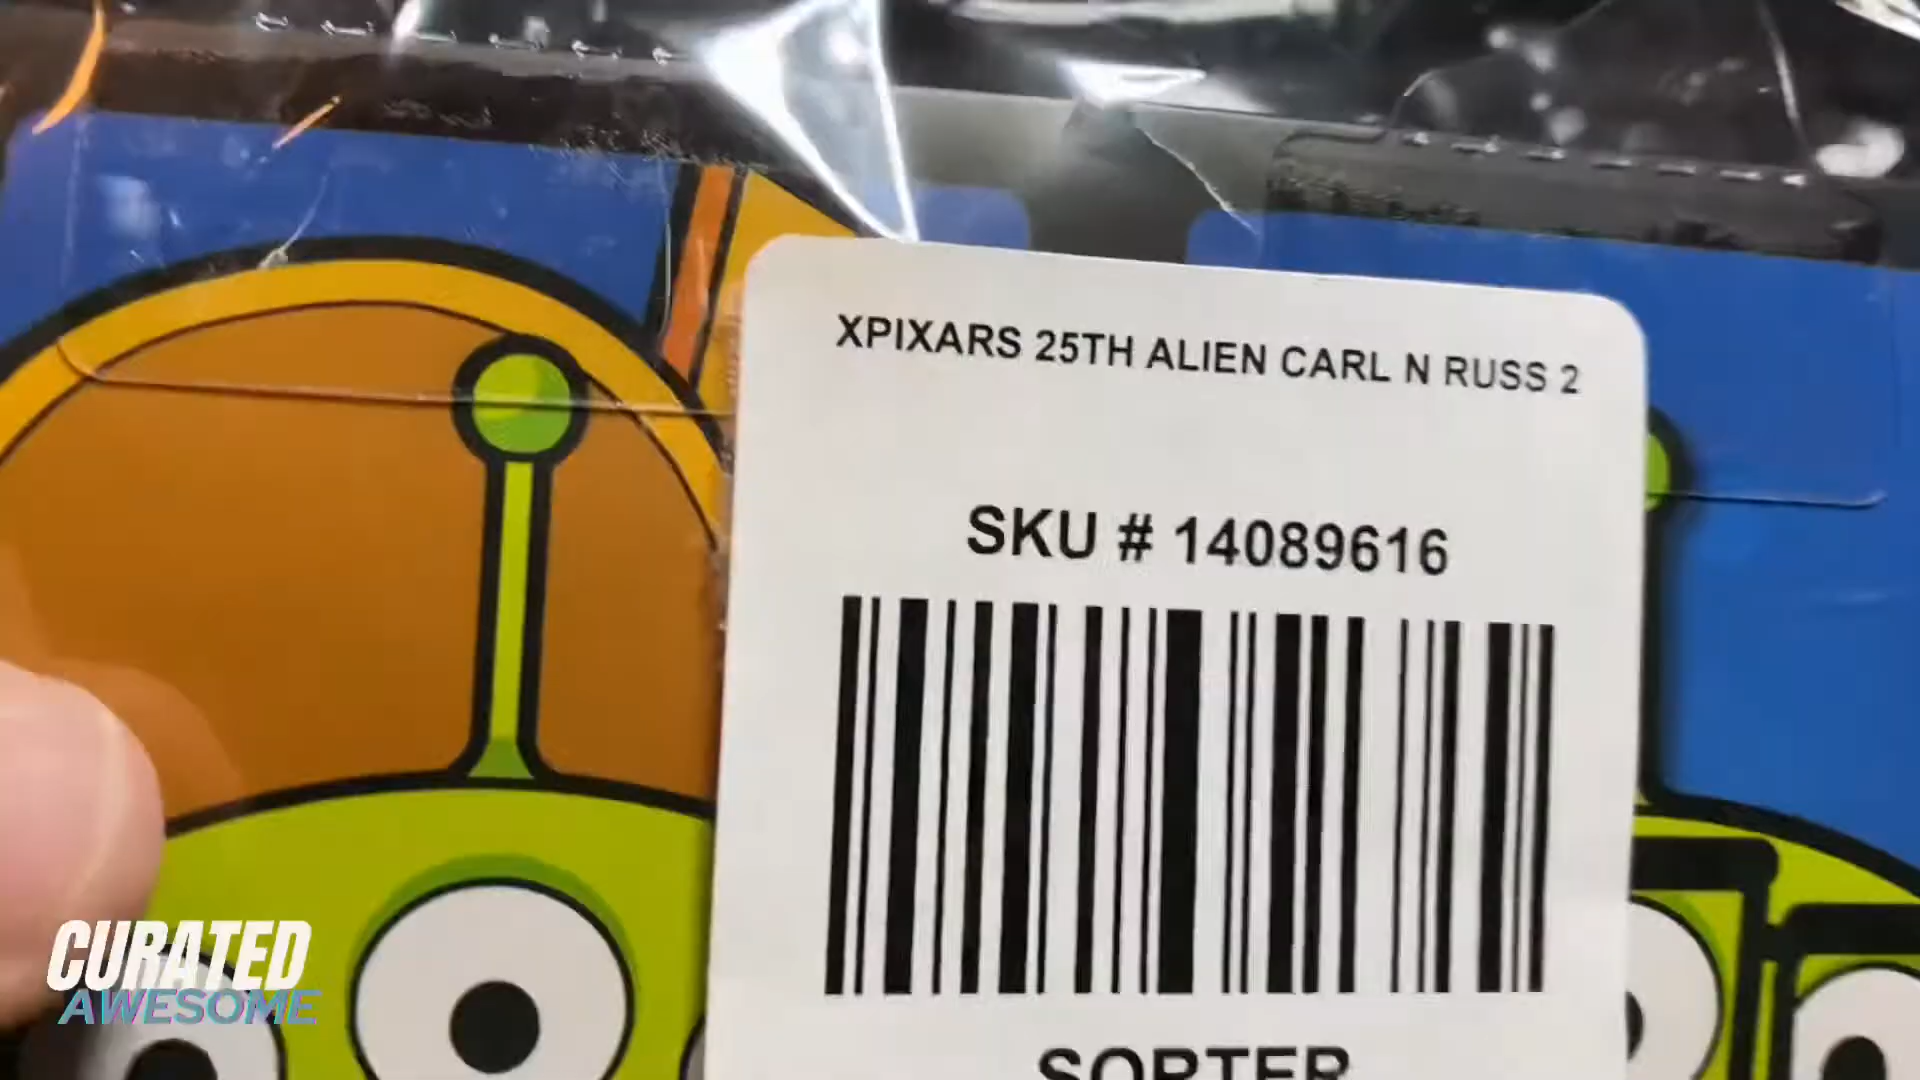 XPIXARS 25TH ALIEN CARL N RUSS 2
SKU # 14089616
SORTER
CURATED
AWESOME